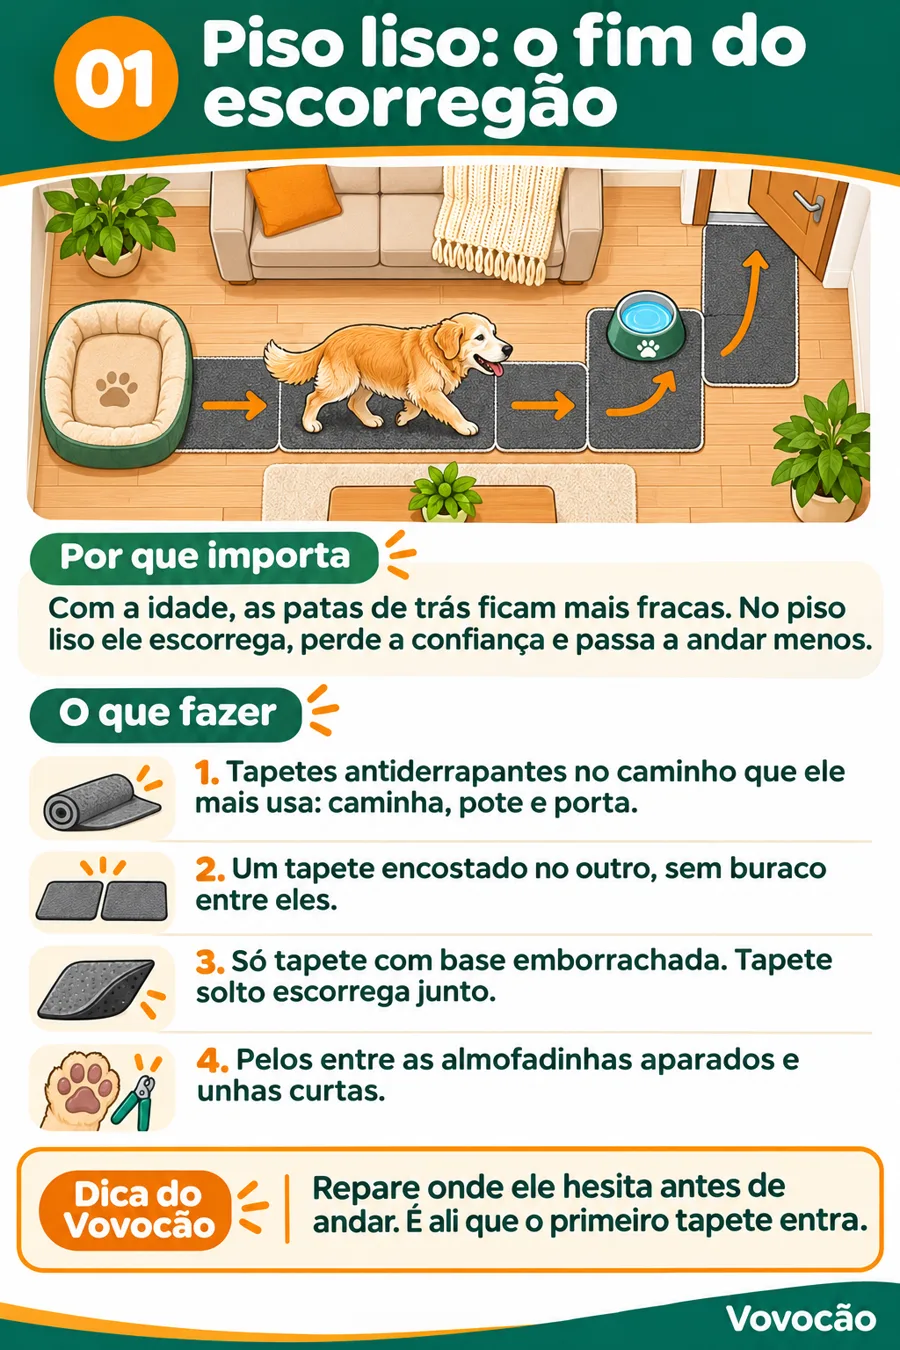 01
Piso liso: o fim do
escorregão
Por que importa
Com a idade, as patas de trás ficam mais fracas. No piso
liso ele escorrega, perde a confiança e passa a andar menos.
O que fazer
1. Tapetes antiderrapantes no caminho que ele
mais usa: caminha, pote e porta.
2. Um tapete encostado no outro, sem buraco
entre eles.
3. Só tapete com base emborrachada. Tapete
solto escorrega junto.
4. Pelos entre as almofadinhas aparados e
unhas curtas.
Dica do
Vovocão
Repare onde ele hesita antes de
andar. É ali que o primeiro tapete entra.
Vovocão